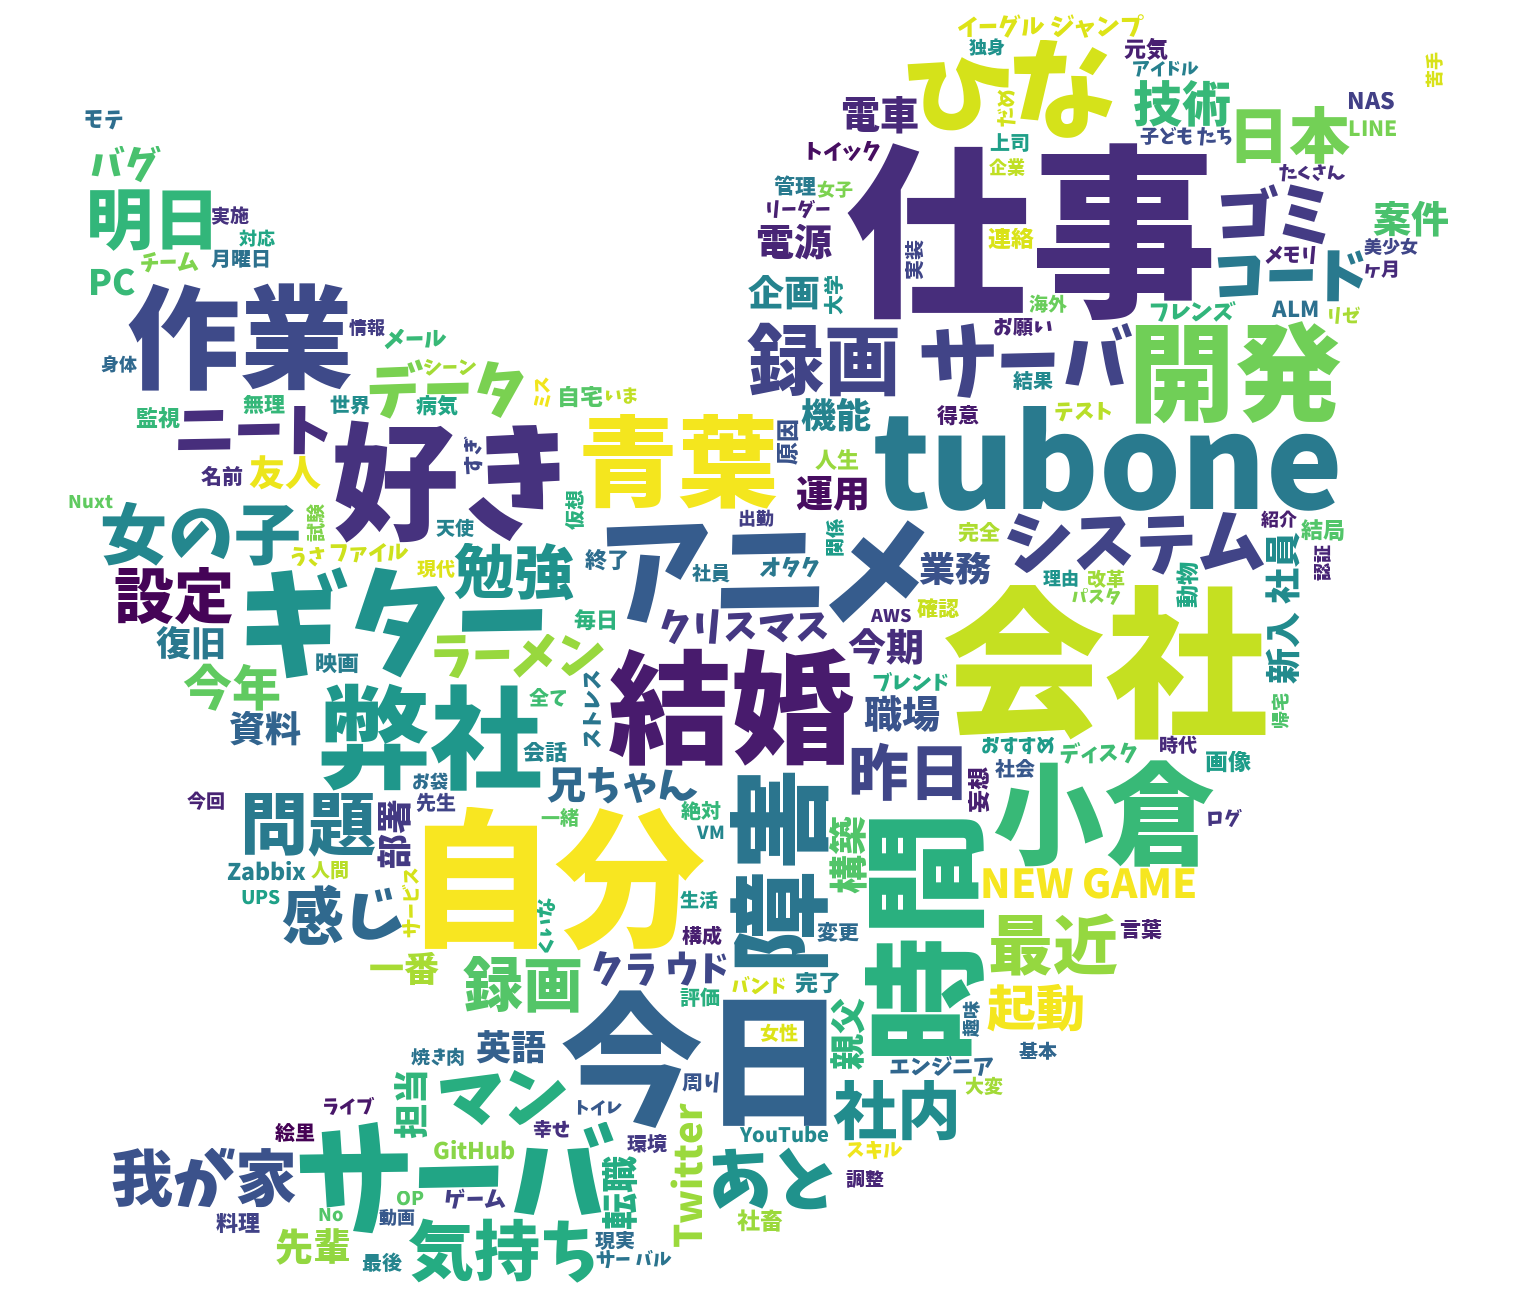 イーグル ジャンプ
独身
元気
ひな
アイドル
苦手
モテ
電車
だめ
技術
NAS
日本
LINE
子ども たち
上司
トイック
バグ
仕事
企業
たくさん
管理
女子
明日
実施
リーダー
ゴミ
案件
電源
連絡
対応
実装
美少女
月曜日
チーム
メモリ
コード
ヶ月
PC
企画
大学
作業
海外
フレンズ
ALM
リゼ
情報
メール
録画
サーバ
お願い
開発
身体
シーン
データ
結果
ミス
自宅
いま
監視
無理
世界
病気
機能
得意
テスト
ニート
好き
すぎ
青葉
原因
tubone
名前
友人
人生
運用
Nuxt
女の子
試験
天使
仮想
出勤
関係
完全
システム
紹介
結局
うさ
ファイル
現代
勉強
終了
アニメ
社員
オタク
業務
認証
新入 社員
設定
ギター
理由
改革
パスタ
動物
毎日
クリスマス
AWS
確認
会社
復旧
映画
ラーメン
今期
今年
弊社
全て
ストレス
結婚
ブレンド
職場
帰宅
資料
会話
おすすめ
ディスク
時代
画像
お袋
兄ちゃん
昨日
社会
妄想
小倉
今回
問題
先生
部署
自分
一緒
絶対
VM
障害
構築
時間
ログ
Zabbix
人間
NEW GAME
UPS
感じ
サービス
くいな
生活
構成
変更
最近
言葉
一番
録画
クラ ウド
評価
バンド
完了
起動
今日
女性
親父
趣味
英語
焼き肉
基本
エンジニア
周り
大変
担当
マン
トイレ
社内
ライブ
絵里
サーバ
GitHub
幸せ
環境
Twitter
YouTube
スキル
我が家
あと
転職
調整
OP
ゲーム
料理
No
動画
社畜
先輩
気持ち
現実
サー バル
最後